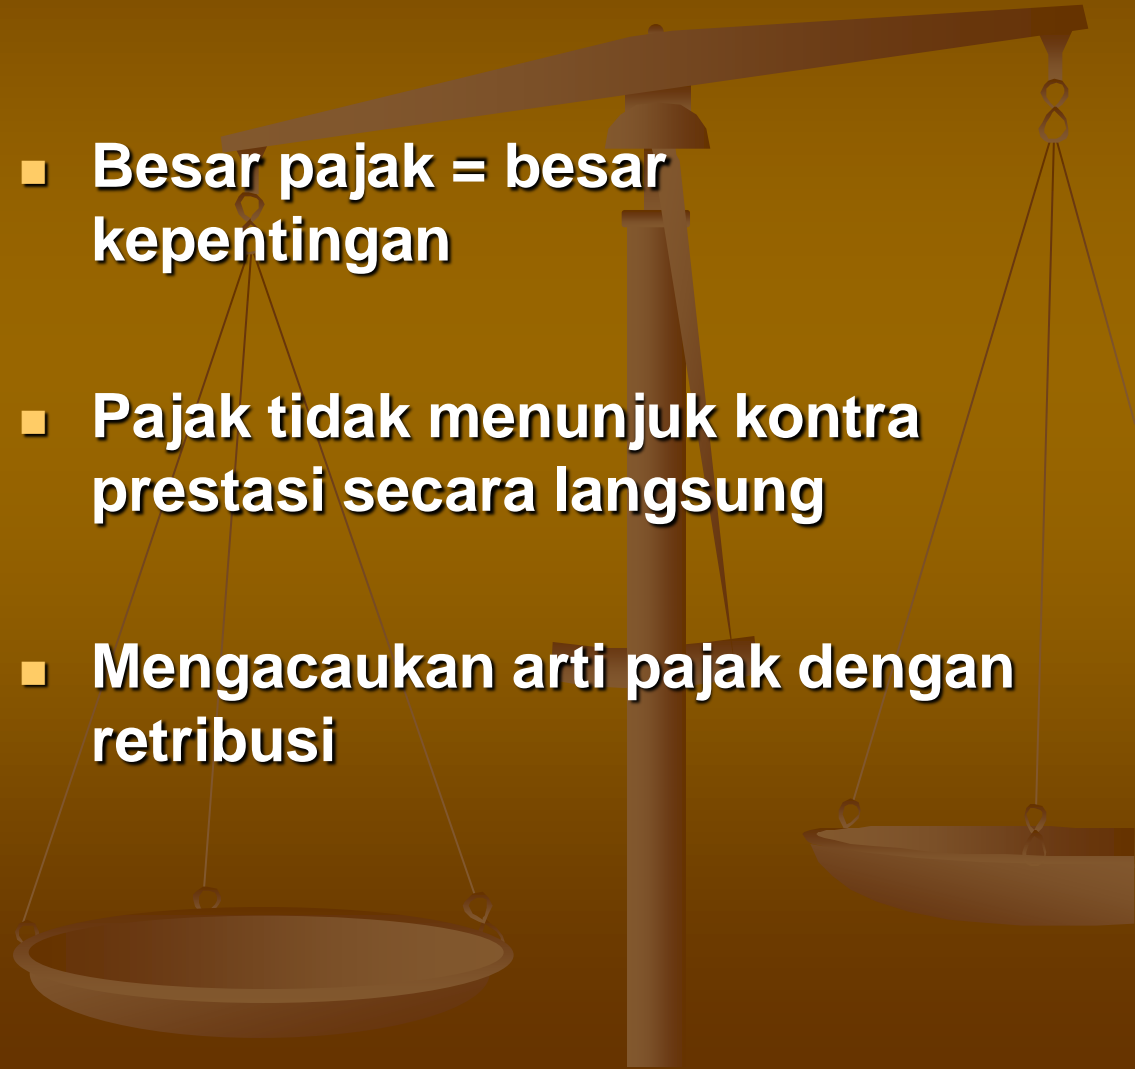 Besar pajak = besar
kepentingan
Pajak tidak menunjuk kontra
prestasi secara langsung
Mengacaukan arti pajak dengan
retribusi